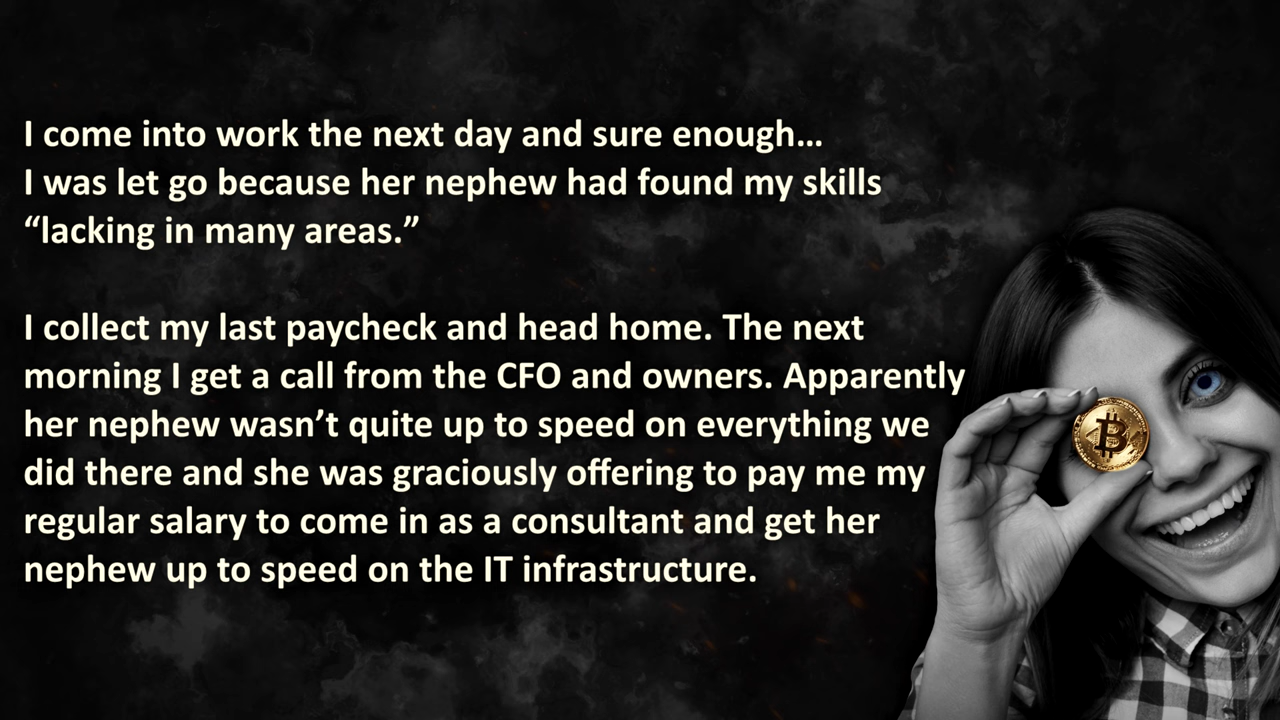 I come into work the next day and sure enough…
I was let go because her nephew had found my skills
“lacking in many areas.”
I collect my last paycheck and head home. The next
morning I get a call from the CFO and owners. Apparently
her nephew wasn’t quite up to speed on everything we
did there and she was graciously offering to pay me my
regular salary to come in as a consultant and get her
nephew up to speed on the IT infrastructure.